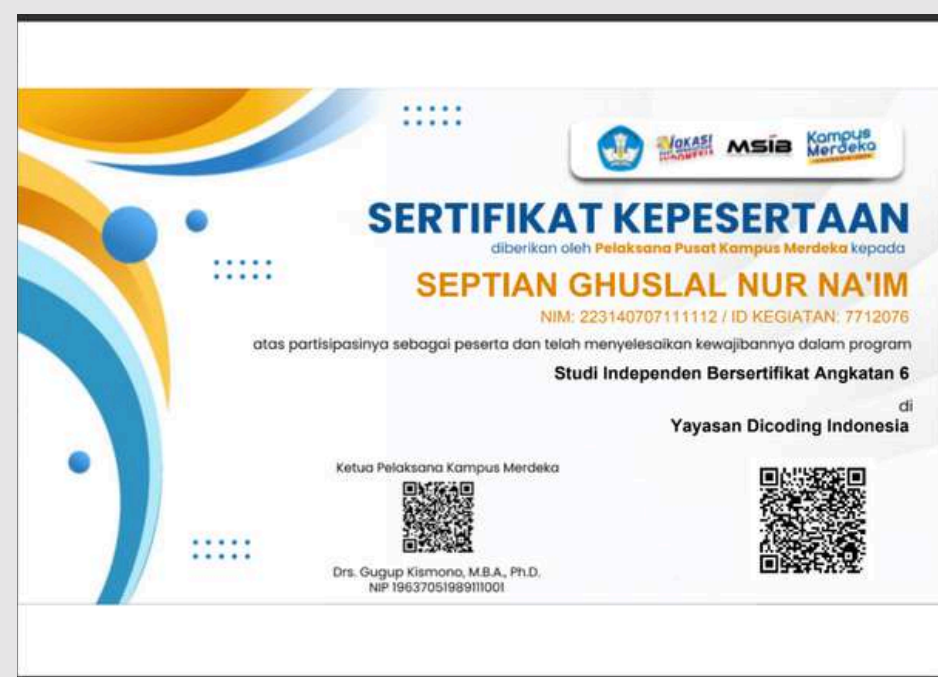 VOKASI
INDONESIA
MSIB
Kampus
Merdeka
SERTIFIKAT KEPESERTAAN
diberikan oleh Pelaksana Pusat Kampus Merdeka kepada
SEPTIAN GHUSLAL NUR NA'IM
NIM: 223140707111112 / ID KEGIATAN: 7712076
atas partisipasinya sebagai peserta dan telah menyelesaikan kewajibannya dalam program
Studi Independen Bersertifikat Angkatan 6
di
Yayasan Dicoding Indonesia
Ketua Pelaksana Kampus Merdeka
Drs. Gugup Kismono, M.B.A., Ph.D.
NIP 19637051989111001